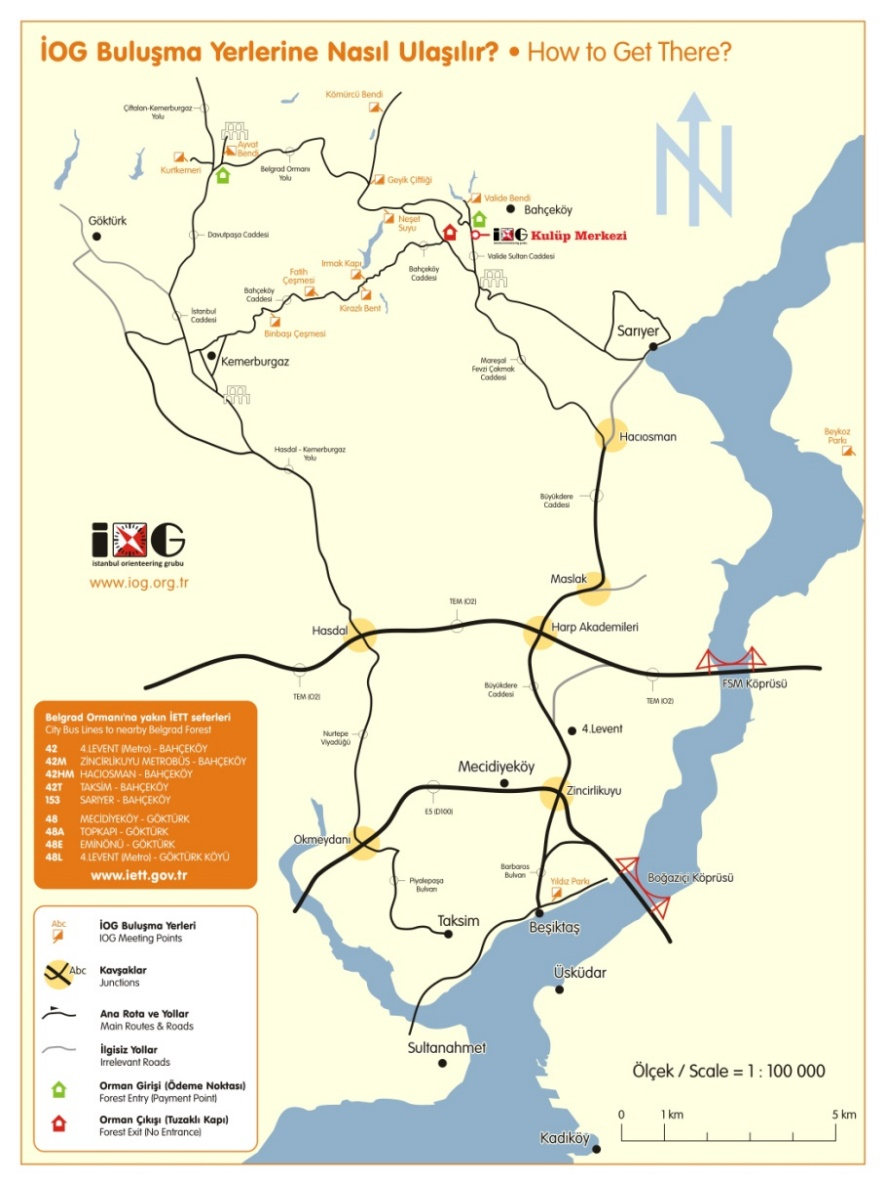 İOG Buluşma Yerlerine Nasıl Ulaşılır? • How to Get There?
Kömürcü Bendi
Çiftalan-Kemerburgaz
Yolu
Ayvat
Bendi
Kurtkemeri
Belgrad Ormanı
Yolu
Geyik Çiftliği
Valide Bendi
Bahçeköy
Göktürk
Neşet
Suyu
iOG Kulüp Merkezi
Davutpaşa Caddesi
Valide Sultan Caddesi
Irmak Kapı
Fatih
Çeşmesi
Bahçeköy
Caddesi
Bahçeköy
Caddesi
Kirazlı Bent
İstanbul
Caddesi
Binbaşı Çeşmesi
Sarıyer
Kemerburgaz
Mareşal
Fevzi Çakmak
Caddesi
Hacıosman
Beykoz
Parkı
Hasdal - Kemerburgaz
Yolu
Büyükdere
Caddesi
iOG
istanbul orienteering grubu
www.iog.org.tr
Maslak
TEM (O2)
Hasdal
Harp Akademileri
TEM (O2)
Büyükdere
Caddesi
TEM (O2)
FSM Köprüsü
Nurtepe
Viyadüğü
4.Levent
Mecidiyeköy
Zincirlikuyu
E5 (D100)
Okmeydanı
Barbaros
Bulvarı
Piyalepaşa
Bulvarı
Yıldız Parkı
Boğaziçi Köprüsü
Taksim
Beşiktaş
Üsküdar
Sultanahmet
Kadıköy
Belgrad Ormanı'na yakın İETT seferleri
City Bus Lines to nearby Belgrad Forest
42 4.LEVENT (Metro) - BAHÇEKÖY
42M ZİNCİRLİKUYU METROBÜS - BAHÇEKÖY
42HM HACIOSMAN - BAHÇEKÖY
42T TAKSİM - BAHÇEKÖY
153 SARIYER - BAHÇEKÖY
48 MECİDİYEKÖY - GÖKTÜRK
48A TOPKAPI - GÖKTÜRK
48E EMİNÖNÜ - GÖKTÜRK
48L 4.LEVENT (Metro) - GÖKTÜRK KÖYÜ
www.iett.gov.tr
Abc İOG Buluşma Yerleri
IOG Meeting Points
Abc Kavşaklar
Junctions
Ana Rota ve Yollar
Main Routes & Roads
İlgisiz Yollar
Irrelevant Roads
Orman Girişi (Ödeme Noktası)
Forest Entry (Payment Point)
Orman Çıkışı (Tuzaklı Kapı)
Forest Exit (No Entrance)
Ölçek / Scale = 1 : 100 000
0 1 km 5 km